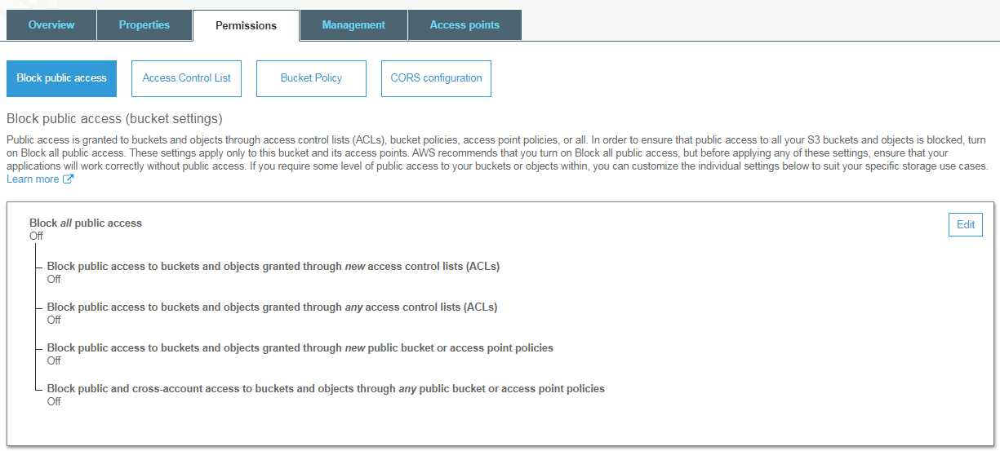 Overview Properties Permissions Management Access points
Block public access Access Control List Bucket Policy CORS configuration
Block public access (bucket settings)
Public access is granted to buckets and objects through access control lists (ACLs), bucket policies, access point policies, or all. In order to ensure that public access to all your S3 buckets and objects is blocked, turn
on Block all public access. These settings apply only to this bucket and its access points. AWS recommends that you turn on Block all public access, but before applying any of these settings, ensure that your
applications will work correctly without public access. If you require some level of public access to your buckets or objects within, you can customize the individual settings below to suit your specific storage use cases.
Learn more
Block all public access
Off
Edit
Block public access to buckets and objects granted through new access control lists (ACLs)
Off
Block public access to buckets and objects granted through any access control lists (ACLs)
Off
Block public access to buckets and objects granted through new public bucket or access point policies
Off
Block public and cross-account access to buckets and objects through any public bucket or access point policies
Off